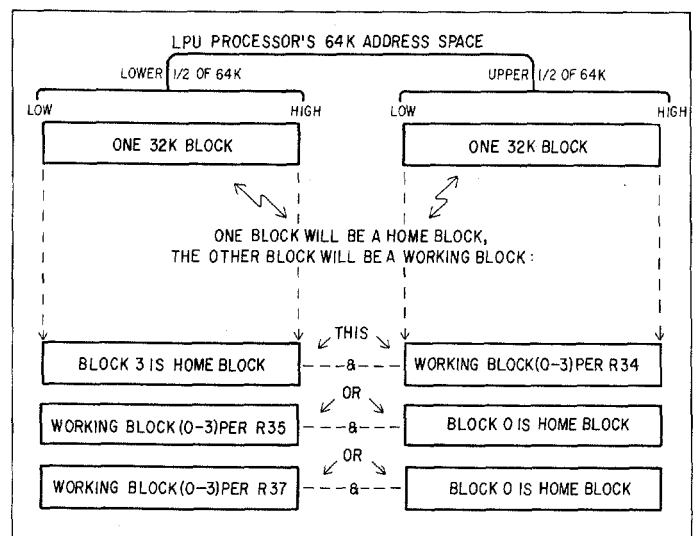 LPU PROCESSOR'S 64K ADDRESS SPACE
LOWER 1/2 OF 64K
UPPER 1/2 OF 64K
LOW
HIGH
LOW
HIGH
ONE 32K BLOCK
ONE 32K BLOCK
ONE BLOCK WILL BE A HOME BLOCK,
THE OTHER BLOCK WILL BE A WORKING BLOCK:
THIS
BLOCK 3 IS HOME BLOCK
&
WORKING BLOCK(0-3)PER R34
OR
WORKING BLOCK(0-3)PER R35
&
BLOCK 0 IS HOME BLOCK
OR
WORKING BLOCK(0-3)PER R37
&
BLOCK 0 IS HOME BLOCK